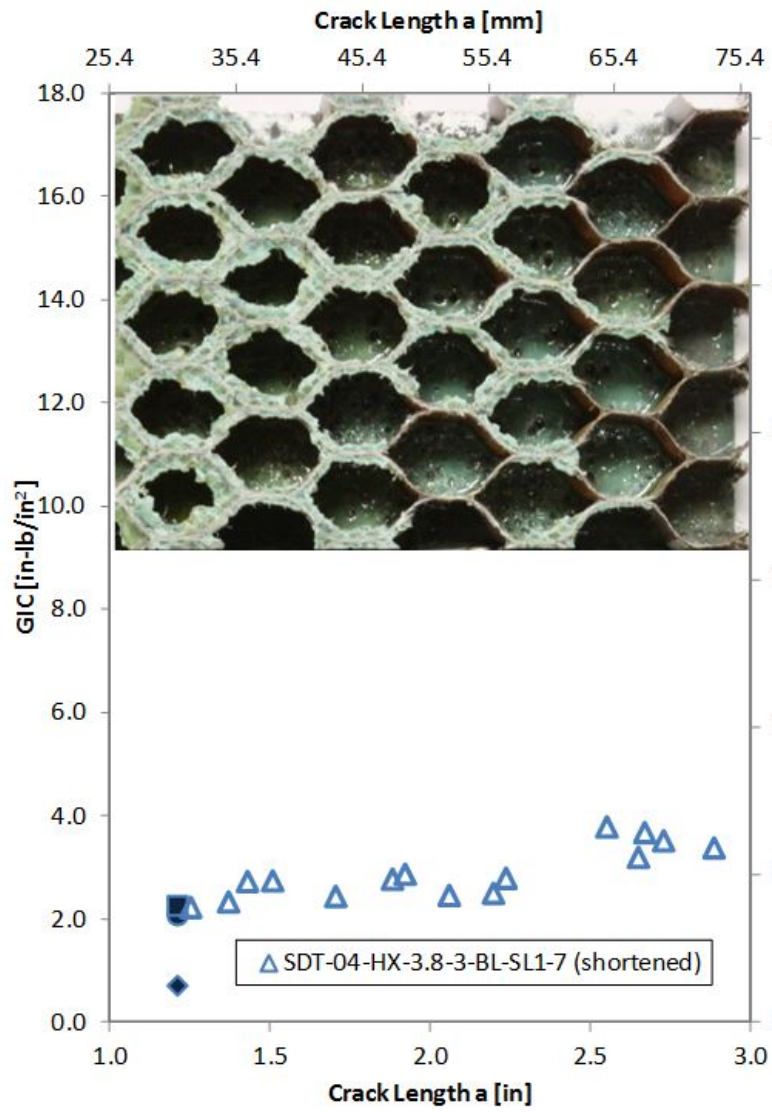 Crack Length a [mm]
25.4 35.4 45.4 55.4 65.4 75.4
18.0
16.0
14.0
12.0
10.0
8.0
6.0
4.0
2.0
0.0
GIC [in-lb/in²]
SDT-04-HX-3.8-3-BL-SL1-7 (shortened)
1.0 1.5 2.0 2.5 3.0
Crack Length a [in]